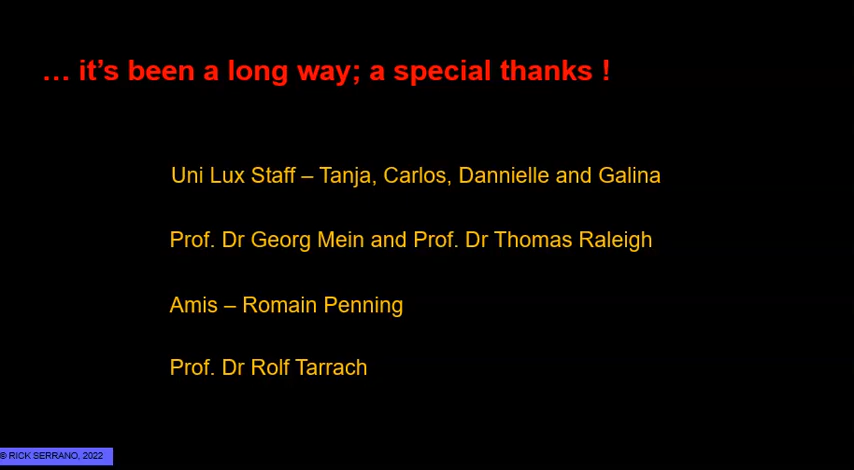 … it’s been a long way; a special thanks !
Uni Lux Staff – Tanja, Carlos, Dannielle and Galina
Prof. Dr Georg Mein and Prof. Dr Thomas Raleigh
Amis – Romain Penning
Prof. Dr Rolf Tarrach
© RICK SERRANO, 2022